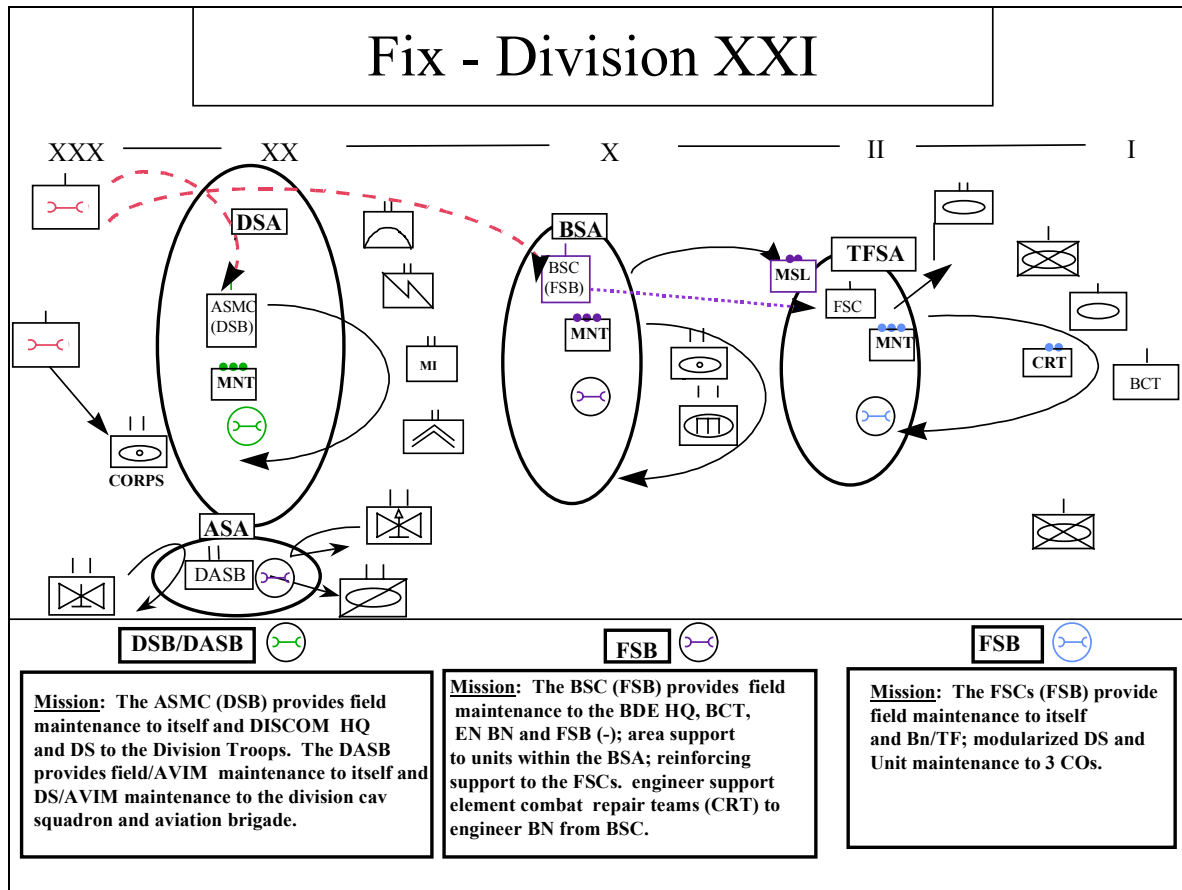 Fix - Division XXI
XXX
XX
X
II
I
DSA
BSA
TFSA
ASMC
(DSB)
MNT
MI
CORPS
BSC
(FSB)
MNT
MSL
FSC
MNT
CRT
BCT
ASA
DASB
DSB/DASB
FSB
FSB
Mission: The ASMC (DSB) provides field
maintenance to itself and DISCOM HQ
and DS to the Division Troops. The DASB
provides field/AVIM maintenance to itself and
DS/AVIM maintenance to the division cav
squadron and aviation brigade.
Mission: The BSC (FSB) provides field
maintenance to the BDE HQ, BCT,
EN BN and FSB (-); area support
to units within the BSA; reinforcing
support to the FSCs. engineer support
element combat repair teams (CRT) to
engineer BN from BSC.
Mission: The FSCs (FSB) provide
field maintenance to itself
and Bn/TF; modularized DS and
Unit maintenance to 3 COs.